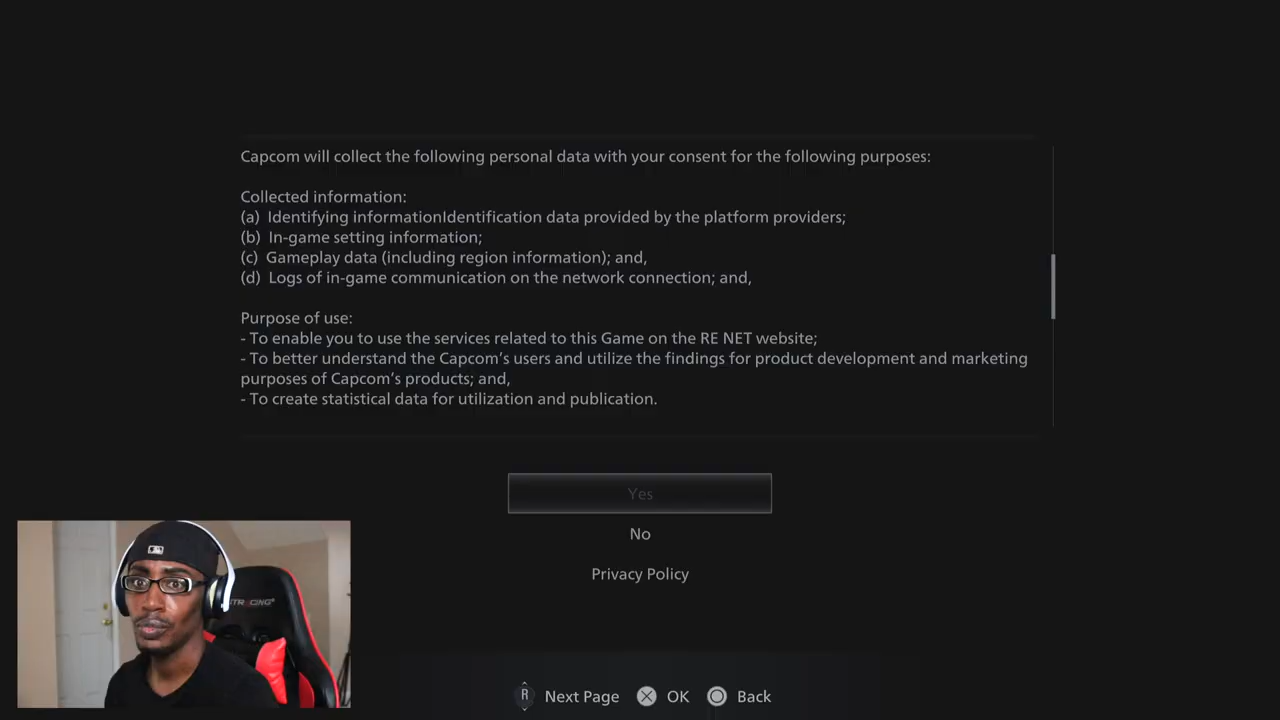 Capcom will collect the following personal data with your consent for the following purposes:
Collected information:
(a) Identifying informationIdentification data provided by the platform providers;
(b) In-game setting information;
(c) Gameplay data (including region information); and,
(d) Logs of in-game communication on the network connection; and,
Purpose of use:
- To enable you to use the services related to this Game on the RE NET website;
- To better understand the Capcom's users and utilize the findings for product development and marketing
purposes of Capcom's products; and,
- To create statistical data for utilization and publication.
Yes
No
Privacy Policy
R Next Page OK Back